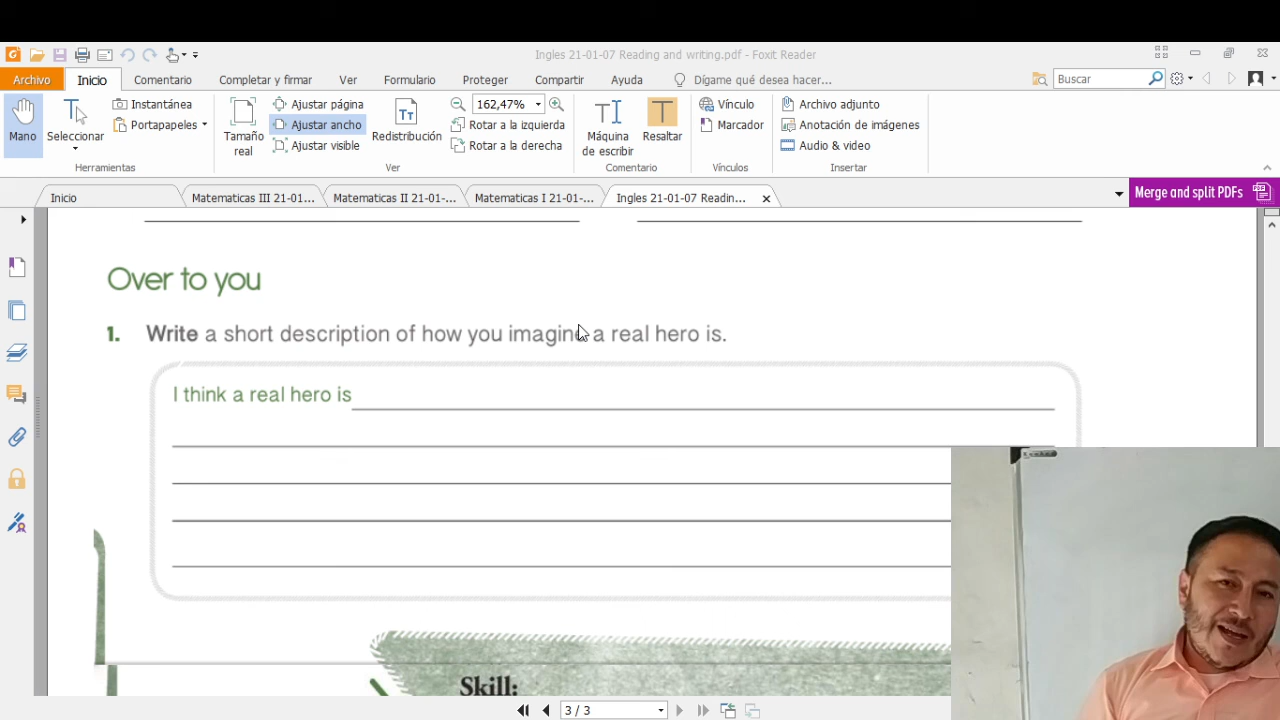 Ingles 21-01-07 Reading and writing.pdf - Foxit Reader
Archivo Inicio Comentario Completar y firmar Ver Formulario Proteger Compartir Ayuda Dígame qué desea hacer... Buscar
Mano
Seleccionar
Instantánea
Portapapeles
Herramientas
Tamaño real
Ajustar página
Ajustar ancho
Ajustar visible
Redistribución
162,47%
Rotar a la izquierda
Rotar a la derecha
Ver
Máquina de escribir
Resaltar
Comentario
Vínculo
Marcador
Vínculos
Archivo adjunto
Anotación de imágenes
Audio & video
Insertar
Inicio Matematicas III 21-01... Matematicas II 21-01-... Matematicas I 21-01-... Ingles 21-01-07 Readin... Merge and split PDFs
Over to you
1. Write a short description of how you imagine a real hero is.
I think a real hero is
Skill:
3 / 3